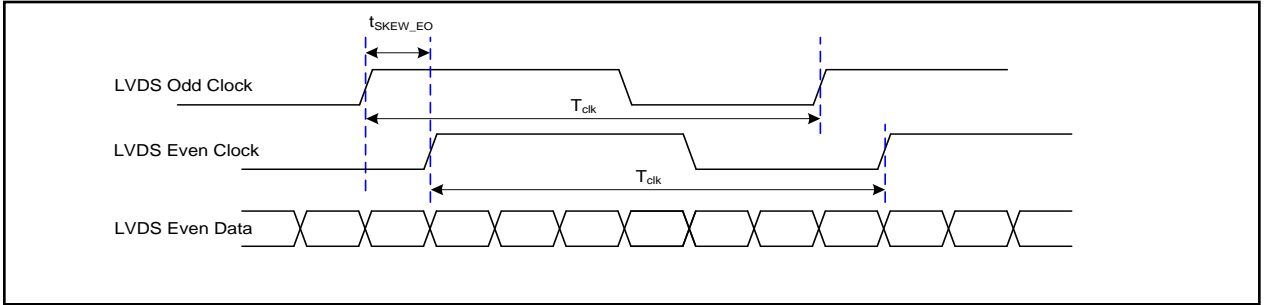 tSKEW_EO
LVDS Odd Clock
Tclk
LVDS Even Clock
Tclk
LVDS Even Data